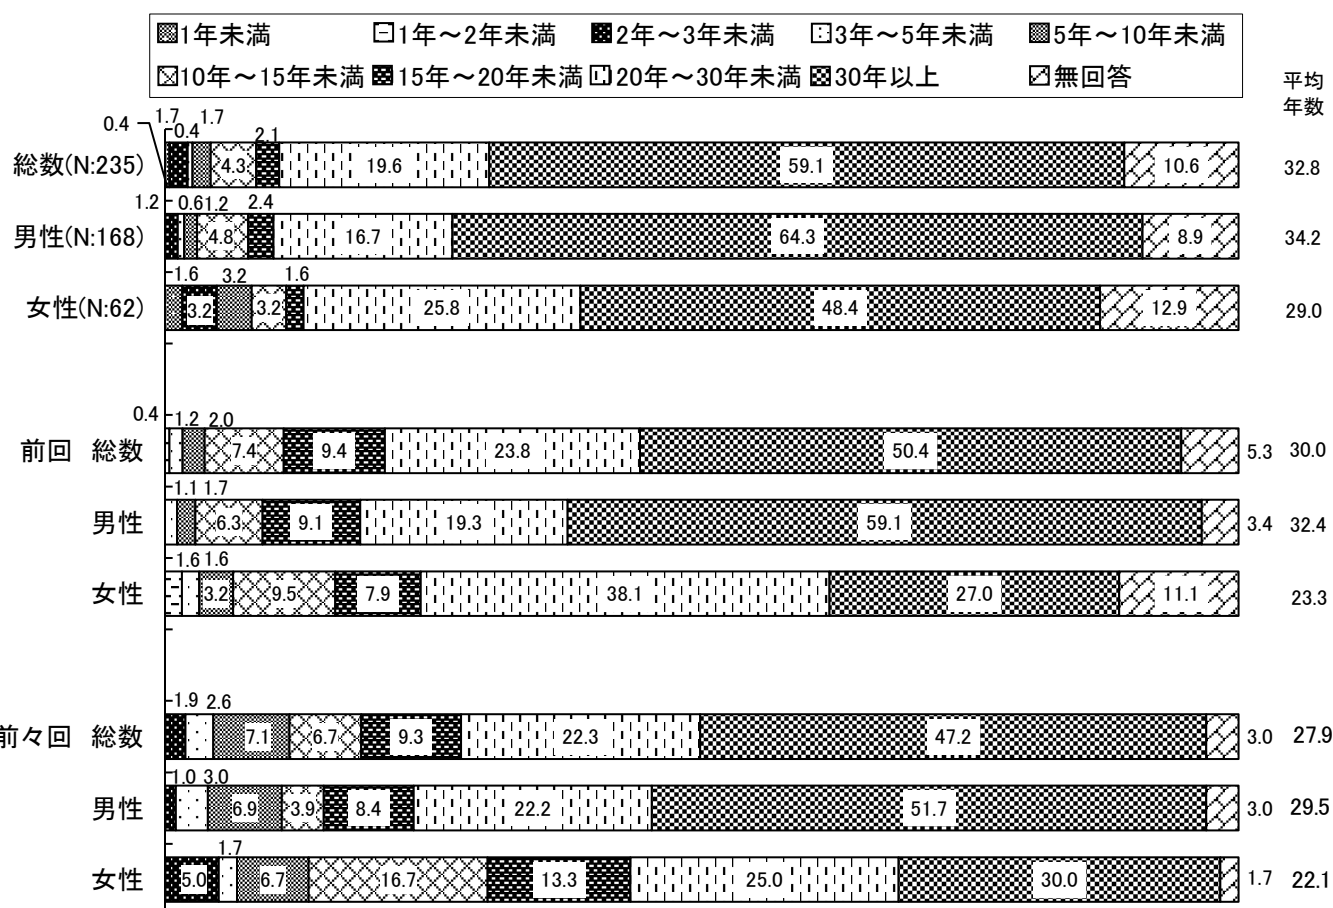 1年未満 1年～2年未満 2年～3年未満 3年～5年未満 5年～10年未満
10年～15年未満 15年～20年未満 20年～30年未満 30年以上 無回答
平均
年数
0.4 1.7 0.4 1.7 2.1
総数(N:235) 4.3 19.6 59.1 10.6 32.8
1.2 0.6 1.2 2.4
男性(N:168) 4.8 16.7 64.3 8.9 34.2
1.6 3.2 1.6
女性(N:62) 3.2 3.2 25.8 48.4 12.9 29.0
0.4 1.2 2.0
前回 総数 7.4 9.4 23.8 50.4 5.3 30.0
1.1 1.7
男性 6.3 9.1 19.3 59.1 3.4 32.4
1.6 1.6
女性 3.2 9.5 7.9 38.1 27.0 11.1 23.3
1.9 2.6
前々回 総数 7.1 6.7 9.3 22.3 47.2 3.0 27.9
1.0 3.0
男性 6.9 3.9 8.4 22.2 51.7 3.0 29.5
1.7
女性 5.0 6.7 16.7 13.3 25.0 30.0 1.7 22.1